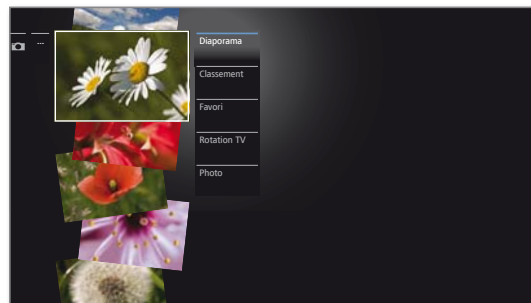 ...
Diaporama
Classement
Favori
Rotation TV
Photo